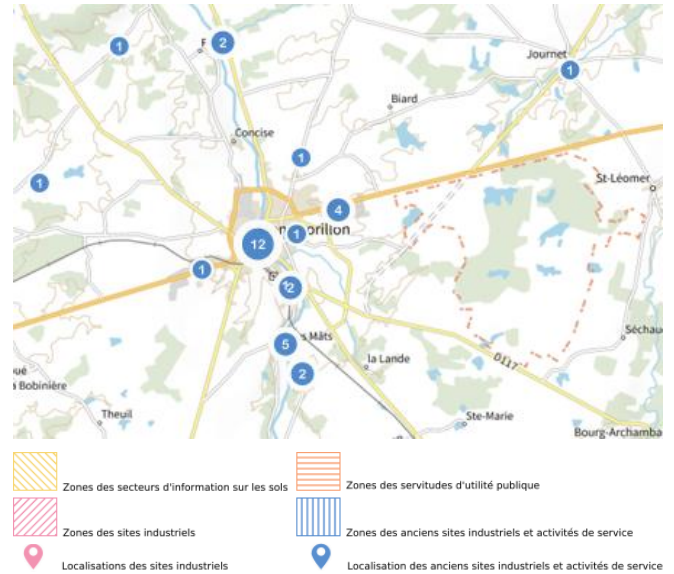 1
2
Journet
1
Biard
Concise
1
1
St-Léomer
4
1
12
1
2
Séchau
5
s Mâts
la Lande
D117
2
Bobinière
Theuil
Ste-Marie
Bourg-Archamba
Zones des secteurs d'information sur les sols
Zones des servitudes d'utilité publique
Zones des sites industriels
Zones des anciens sites industriels et activités de service
Localisations des sites industriels
Localisation des anciens sites industriels et activités de service